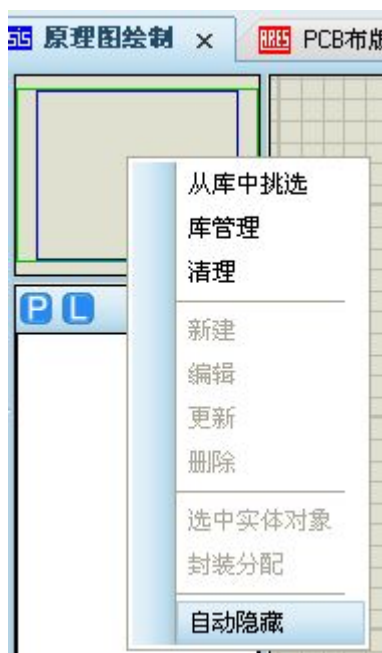 sis 原理图绘制 × ARES PCB布版
P L
从库中挑选
库管理
清理
新建
编辑
更新
删除
选中实体对象
封装分配
自动隐藏